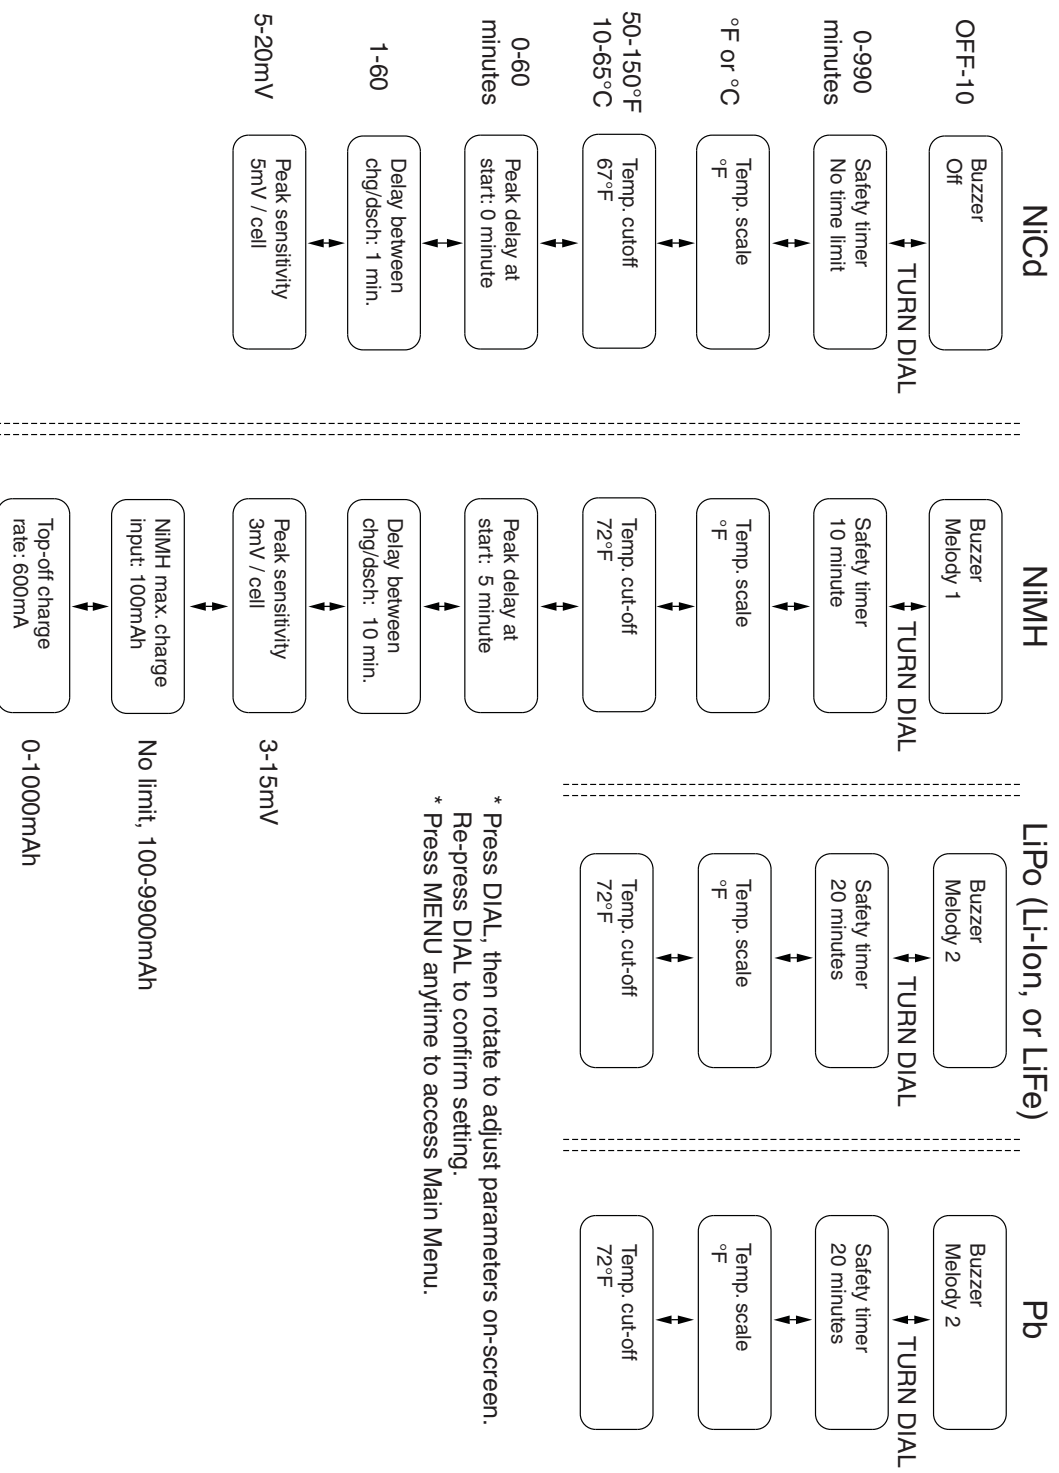 NiCd
OFF-10
Buzzer
Off
TURN DIAL
0-990
minutes
Safety timer
No time limit
°F or °C
Temp. scale
°F
50-150°F
10-65°C
Temp. cutoff
67°F
0-60
minutes
Peak delay at
start: 0 minute
1-60
Delay between
chg/dsch: 1 min.
5-20mV
Peak sensitivity
5mV / cell
NiMH
Buzzer
Melody 1
TURN DIAL
Safety timer
10 minute
Temp. scale
°F
Temp. cut-off
72°F
Peak delay at
start: 5 minute
Delay between
chg/dsch: 10 min.
Peak sensitivity
3mV / cell
3-15mV
NiMH max. charge
input: 100mAh
No limit, 100-9900mAh
Top-off charge
rate: 600mA
0-1000mAh
LiPo (Li-Ion, or LiFe)
Buzzer
Melody 2
TURN DIAL
Safety timer
20 minutes
Temp. scale
°F
Temp. cut-off
72°F
Pb
Buzzer
Melody 2
TURN DIAL
Safety timer
20 minutes
Temp. scale
°F
Temp. cut-off
72°F
* Press DIAL, then rotate to adjust parameters on-screen.
Re-press DIAL to confirm setting.
* Press MENU anytime to access Main Menu.